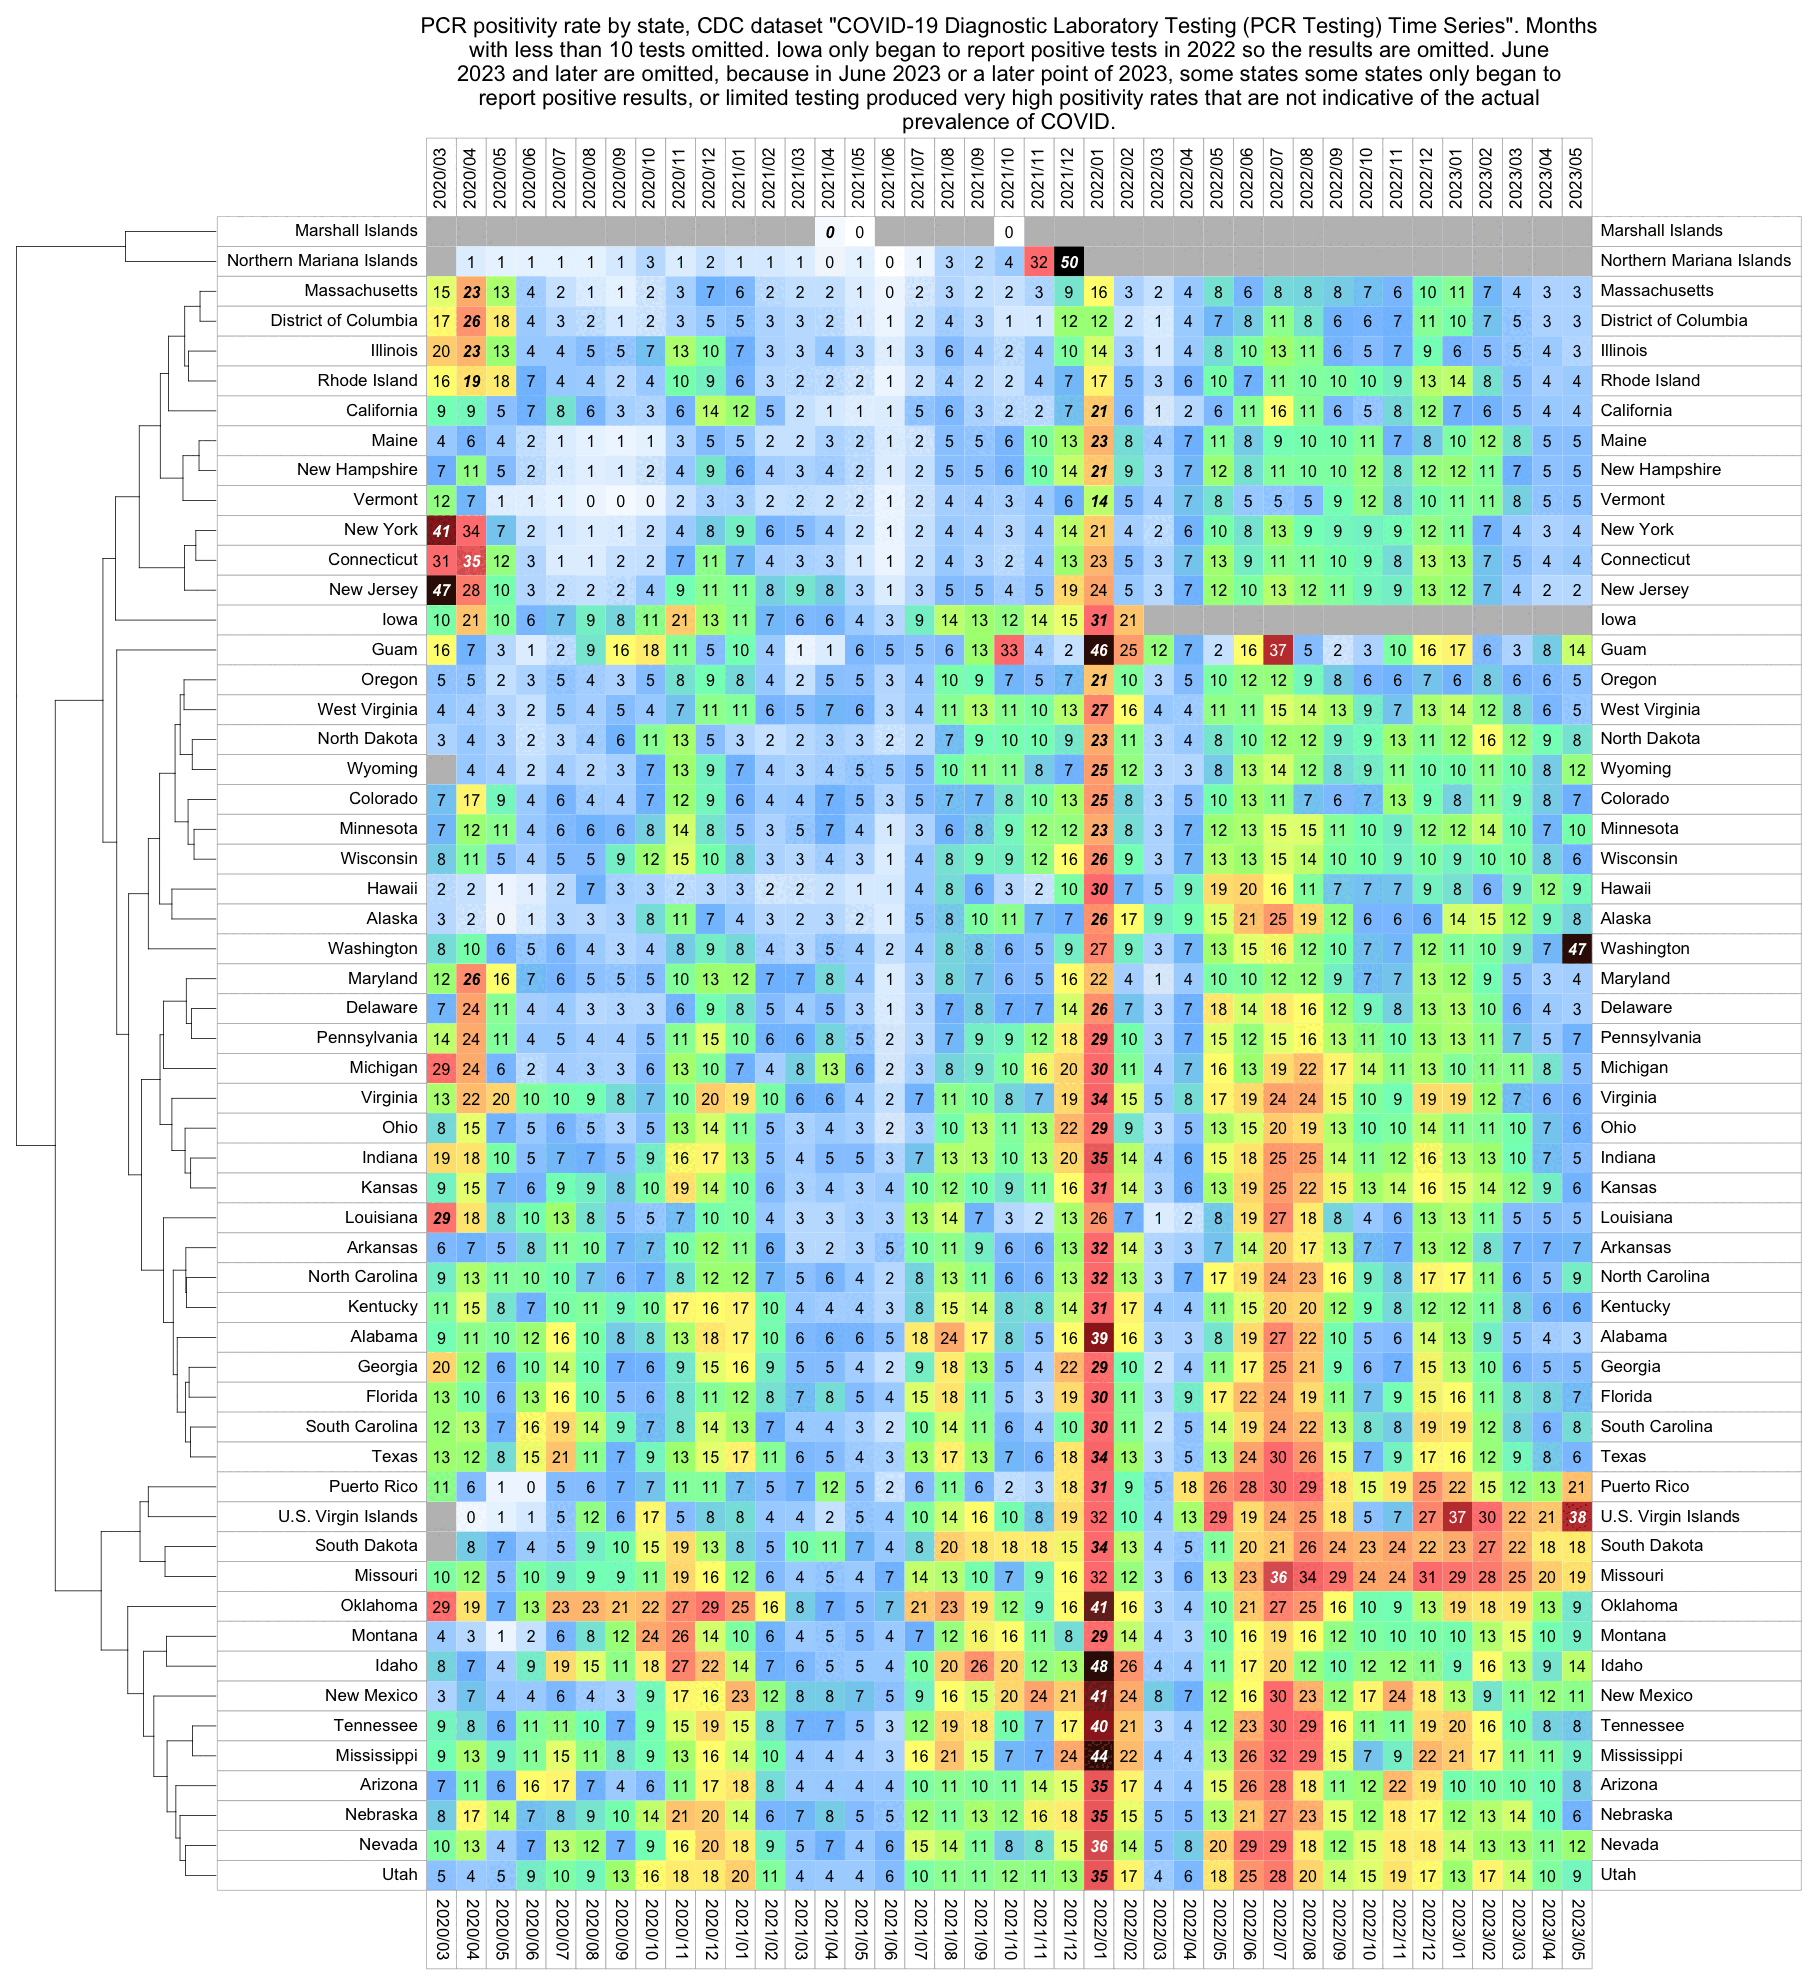 PCR positivity rate by state, CDC dataset "COVID-19 Diagnostic Laboratory Testing (PCR Testing) Time Series". Months
with less than 10 tests omitted. Iowa only began to report positive tests in 2022 so the results are omitted. June
2023 and later are omitted, because in June 2023 or a later point of 2023, some states some states only began to
report positive results, or limited testing produced very high positivity rates that are not indicative of the actual
prevalence of COVID.
2020/03 2020/04 2020/05 2020/06 2020/07 2020/08 2020/09 2020/10 2020/11 2020/12 2021/01 2021/02 2021/03 2021/04 2021/05 2021/06 2021/07 2021/08 2021/09 2021/10 2021/11 2021/12 2022/01 2022/02 2022/03 2022/04 2022/05 2022/06 2022/07 2022/08 2022/09 2022/10 2022/11 2022/12 2023/01 2023/02 2023/03 2023/04 2023/05
Marshall Islands 0 0 0 Marshall Islands
Northern Mariana Islands 1 1 1 1 1 1 3 1 2 1 1 1 0 1 0 1 3 2 4 32 50 Northern Mariana Islands
Massachusetts 15 23 13 4 2 1 1 2 3 7 6 2 2 2 1 0 2 3 2 2 3 9 16 3 2 4 8 6 8 8 8 7 6 10 11 7 4 3 3 Massachusetts
District of Columbia 17 26 18 4 3 2 1 2 3 5 5 3 3 2 1 1 2 4 3 1 1 12 12 2 1 4 7 8 11 8 6 6 7 11 10 7 5 3 3 District of Columbia
Illinois 20 23 13 4 4 5 5 7 13 10 7 3 3 4 3 1 3 6 4 2 4 10 14 3 1 4 8 10 13 11 6 5 7 9 6 5 5 4 3 Illinois
Rhode Island 16 19 18 7 4 4 2 4 10 9 6 3 2 2 2 1 2 4 2 2 4 7 17 5 3 6 10 7 11 10 10 10 9 13 14 8 5 4 4 Rhode Island
California 9 9 5 7 8 6 3 3 6 14 12 5 2 1 1 1 5 6 3 2 2 7 21 6 1 2 6 11 16 11 6 5 8 12 7 6 5 4 4 California
Maine 4 6 4 2 1 1 1 1 3 5 5 2 2 3 2 1 2 5 5 6 10 13 23 8 4 7 11 8 9 10 10 11 7 8 10 12 8 5 5 Maine
New Hampshire 7 11 5 2 1 1 1 2 4 9 6 4 3 4 2 1 2 5 5 6 10 14 21 9 3 7 12 8 11 10 10 12 8 12 12 11 7 5 5 New Hampshire
Vermont 12 7 1 1 1 0 0 0 2 3 3 2 2 2 2 1 2 4 4 3 4 6 14 5 4 7 8 5 5 5 9 12 8 10 11 11 8 5 5 Vermont
New York 41 34 7 2 1 1 1 2 4 8 9 6 5 4 2 1 2 4 4 3 4 14 21 4 2 6 10 8 13 9 9 9 9 12 11 7 4 3 4 New York
Connecticut 31 35 12 3 1 1 2 2 7 11 7 4 3 3 1 1 2 4 3 2 4 13 23 5 3 7 13 9 11 11 10 9 8 13 13 7 5 4 4 Connecticut
New Jersey 47 28 10 3 2 2 2 4 9 11 11 8 9 8 3 1 3 5 5 4 5 19 24 5 3 7 12 10 13 12 11 9 9 13 12 7 4 2 2 New Jersey
Iowa 10 21 10 6 7 9 8 11 21 13 11 7 6 6 4 3 9 14 13 12 14 15 31 21 Iowa
Guam 16 7 3 1 2 9 16 18 11 5 10 4 1 1 6 5 5 6 13 33 4 2 46 25 12 7 2 16 37 5 2 3 10 16 17 6 3 8 14 Guam
Oregon 5 5 2 3 5 4 3 5 8 9 8 4 2 5 5 3 4 10 9 7 5 7 21 10 3 5 10 12 12 9 8 6 6 7 6 8 6 6 5 Oregon
West Virginia 4 4 3 2 5 4 5 4 7 11 11 6 5 7 6 3 4 11 13 11 10 13 27 16 4 4 11 11 15 14 13 9 7 13 14 12 8 6 5 West Virginia
North Dakota 3 4 3 2 3 4 6 11 13 5 3 2 2 3 3 2 2 7 9 10 10 9 23 11 3 4 8 10 12 12 9 9 13 11 12 16 12 9 8 North Dakota
Wyoming 4 4 2 4 2 3 7 13 9 7 4 3 4 5 5 5 10 11 11 8 7 25 12 3 3 8 13 14 12 8 9 11 10 10 11 10 8 12 Wyoming
Colorado 7 17 9 4 6 4 4 7 12 9 6 4 4 7 5 3 5 7 7 8 10 13 25 8 3 5 10 13 11 7 6 7 13 9 8 11 9 8 7 Colorado
Minnesota 7 12 11 4 6 6 6 8 14 8 5 3 5 7 4 1 3 6 8 9 12 12 23 8 3 7 12 13 15 15 11 10 9 12 12 14 10 7 10 Minnesota
Wisconsin 8 11 5 4 5 5 9 12 15 10 8 3 3 4 3 1 4 8 9 9 12 16 26 9 3 7 13 13 15 14 10 10 9 10 9 10 10 8 6 Wisconsin
Hawaii 2 2 1 1 2 7 3 3 2 3 3 2 2 2 1 1 4 8 6 3 2 10 30 7 5 9 19 20 16 11 7 7 7 9 8 6 9 12 9 Hawaii
Alaska 3 2 0 1 3 3 3 8 11 7 4 3 2 3 2 1 5 8 10 11 7 7 26 17 9 9 15 21 25 19 12 6 6 6 14 15 12 9 8 Alaska
Washington 8 10 6 5 6 4 3 4 8 9 8 4 3 5 4 2 4 8 8 6 5 9 27 9 3 7 13 15 16 12 10 7 7 12 11 10 9 7 47 Washington
Maryland 12 26 16 7 6 5 5 5 10 13 12 7 7 8 4 1 3 8 7 6 5 16 22 4 1 4 10 10 12 12 9 7 7 13 12 9 5 3 4 Maryland
Delaware 7 24 11 4 4 3 3 3 6 9 8 5 4 5 3 1 3 7 8 7 7 14 26 7 3 7 18 14 18 16 12 9 8 13 13 10 6 4 3 Delaware
Pennsylvania 14 24 11 4 5 4 4 5 11 15 10 6 6 8 5 2 3 7 9 9 12 18 29 10 3 7 15 12 15 16 13 11 10 13 13 11 7 5 7 Pennsylvania
Michigan 29 24 6 2 4 3 3 6 13 10 7 4 8 13 6 2 3 8 9 10 16 20 30 11 4 7 16 13 19 22 17 14 11 13 10 11 11 8 5 Michigan
Virginia 13 22 20 10 10 9 8 7 10 20 19 10 6 6 4 2 7 11 10 8 7 19 34 15 5 8 17 19 24 24 15 10 9 19 19 12 7 6 6 Virginia
Ohio 8 15 7 5 6 5 3 5 13 14 11 5 3 4 3 2 3 10 13 11 13 22 29 9 3 5 13 15 20 19 13 10 10 14 11 11 10 7 6 Ohio
Indiana 19 18 10 5 7 7 5 9 16 17 13 5 4 5 5 3 7 13 13 10 13 20 35 14 4 6 15 18 25 25 14 11 12 16 13 13 10 7 5 Indiana
Kansas 9 15 7 6 9 9 8 10 19 14 10 6 3 4 3 4 10 12 10 9 11 16 31 14 3 6 13 19 25 22 15 13 14 16 15 14 12 9 6 Kansas
Louisiana 29 18 8 10 13 8 5 5 7 10 10 4 3 3 3 3 13 14 7 3 2 13 26 7 1 2 8 19 27 18 8 4 6 13 13 11 5 5 5 Louisiana
Arkansas 6 7 5 8 11 10 7 7 10 12 11 6 3 2 3 5 10 11 9 6 6 13 32 14 3 3 7 14 20 17 13 7 7 13 12 8 7 7 7 Arkansas
North Carolina 9 13 11 10 10 7 6 7 8 12 12 7 5 6 4 2 8 13 11 6 6 13 32 13 3 7 17 19 24 23 16 9 8 17 17 11 6 5 9 North Carolina
Kentucky 11 15 8 7 10 11 9 10 17 16 17 10 4 4 4 3 8 15 14 8 8 14 31 17 4 4 11 15 20 20 12 9 8 12 12 11 8 6 6 Kentucky
Alabama 9 11 10 12 16 10 8 8 13 18 17 10 6 6 6 5 18 24 17 8 5 16 39 16 3 3 8 19 27 22 10 5 6 14 13 9 5 4 3 Alabama
Georgia 20 12 6 10 14 10 7 6 9 15 16 9 5 5 4 2 9 18 13 5 4 22 29 10 2 4 11 17 25 21 9 6 7 15 13 10 6 5 5 Georgia
Florida 13 10 6 13 16 10 5 6 8 11 12 8 7 8 5 4 15 18 11 5 3 19 30 11 3 9 17 22 24 19 11 7 9 15 16 11 8 8 7 Florida
South Carolina 12 13 7 16 19 14 9 7 8 14 13 7 4 4 3 2 10 14 11 6 4 10 30 11 2 5 14 19 24 22 13 8 8 19 19 12 8 6 8 South Carolina
Texas 13 12 8 15 21 11 7 9 13 15 17 11 6 5 4 3 13 17 13 7 6 18 34 13 3 5 13 24 30 26 15 7 9 17 16 12 9 8 6 Texas
Puerto Rico 11 6 1 0 5 6 7 7 11 11 7 5 7 12 5 2 6 11 6 2 3 18 31 9 5 18 26 28 30 29 18 15 19 25 22 15 12 13 21 Puerto Rico
U.S. Virgin Islands 0 1 1 5 12 6 17 5 8 8 4 4 2 5 4 10 14 16 10 8 19 32 10 4 13 29 19 24 25 18 5 7 27 37 30 22 21 38 U.S. Virgin Islands
South Dakota 8 7 4 5 9 10 15 19 13 8 5 10 11 7 4 8 20 18 18 18 15 34 13 4 5 11 20 21 26 24 23 24 22 23 27 22 18 18 South Dakota
Missouri 10 12 5 10 9 9 9 11 19 16 12 6 4 5 4 7 14 13 10 7 9 16 32 12 3 6 13 23 36 34 29 24 24 31 29 28 25 20 19 Missouri
Oklahoma 29 19 7 13 23 23 21 22 27 29 25 16 8 7 5 7 21 23 19 12 9 16 41 16 3 4 10 21 27 25 16 10 9 13 19 18 19 13 9 Oklahoma
Montana 4 3 1 2 6 8 12 24 26 14 10 6 4 5 5 4 7 12 16 16 11 8 29 14 4 3 10 16 19 16 12 10 10 10 10 13 15 10 9 Montana
Idaho 8 7 4 9 19 15 11 18 27 22 14 7 6 5 5 4 10 20 26 20 12 13 48 26 4 4 11 17 20 12 10 12 12 11 9 16 13 9 14 Idaho
New Mexico 3 7 4 4 6 4 3 9 17 16 23 12 8 8 7 5 9 16 15 20 24 21 41 24 8 7 12 16 30 23 12 17 24 18 13 9 11 12 11 New Mexico
Tennessee 9 8 6 11 11 10 7 9 15 19 15 8 7 7 5 3 12 19 18 10 7 17 40 21 3 4 12 23 30 29 16 11 11 19 20 16 10 8 8 Tennessee
Mississippi 9 13 9 11 15 11 8 9 13 16 14 10 4 4 4 3 16 21 15 7 7 24 44 22 4 4 13 26 32 29 15 7 9 22 21 17 11 11 9 Mississippi
Arizona 7 11 6 16 17 7 4 6 11 17 18 8 4 4 4 4 10 11 10 11 14 15 35 17 4 4 15 26 28 18 11 12 22 19 10 10 10 10 8 Arizona
Nebraska 8 17 14 7 8 9 10 14 21 20 14 6 7 8 5 5 12 11 13 12 16 18 35 15 5 5 13 21 27 23 15 12 18 17 12 13 14 10 6 Nebraska
Nevada 10 13 4 7 13 12 7 9 16 20 18 9 5 7 4 6 15 14 11 8 8 15 36 14 5 8 20 29 29 18 12 15 18 18 14 13 13 11 12 Nevada
Utah 5 4 5 9 10 9 13 16 18 18 20 11 4 4 4 6 10 11 11 12 11 13 35 17 4 6 18 25 28 20 14 15 19 17 13 17 14 10 9 Utah
2020/03 2020/04 2020/05 2020/06 2020/07 2020/08 2020/09 2020/10 2020/11 2020/12 2021/01 2021/02 2021/03 2021/04 2021/05 2021/06 2021/07 2021/08 2021/09 2021/10 2021/11 2021/12 2022/01 2022/02 2022/03 2022/04 2022/05 2022/06 2022/07 2022/08 2022/09 2022/10 2022/11 2022/12 2023/01 2023/02 2023/03 2023/04 2023/05